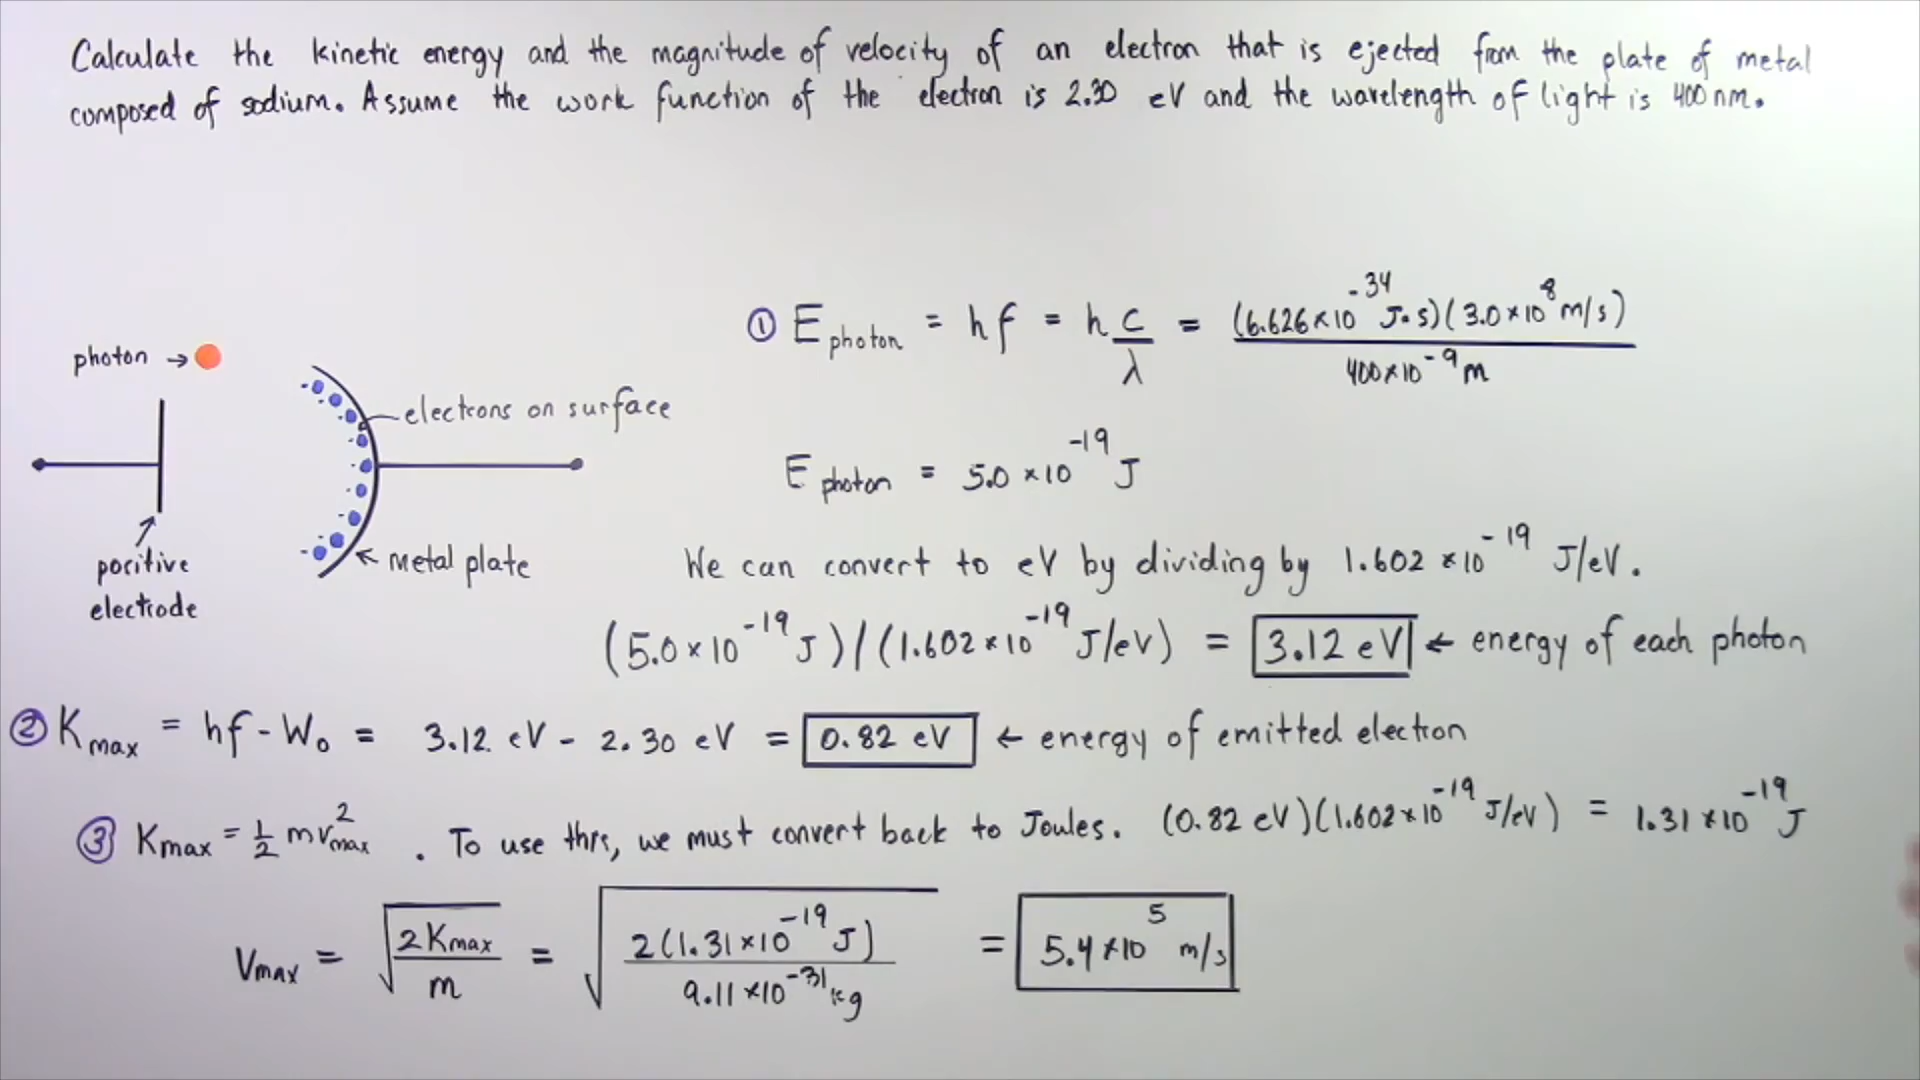 Calculate the kinetic energy and the magnitude of velocity of an electron that is ejected from the plate of metal
composed of sodium. Assume the work function of the electron is 2.30 eV and the wavelength of light is 400 nm.
① E photon = hf = h c/λ = (6.626×10^-34 J·s)(3.0×10^8 m/s) / 400×10^-9 m
photon →
electrons on surface
E photon = 5.0 ×10^-19 J
positive
electrode
metal plate
We can convert to eV by dividing by 1.602 ×10^-19 J/eV.
(5.0×10^-19 J)/(1.602×10^-19 J/eV) = 3.12 eV ← energy of each photon
② K max = hf - W₀ = 3.12 eV - 2.30 eV = 0.82 eV ← energy of emitted electron
③ Kmax = 1/2 mv²max . To use this, we must convert back to Joules. (0.82 eV)(1.602×10^-19 J/eV) = 1.31 ×10^-19 J
Vmax = √(2Kmax/m) = √(2(1.31×10^-19 J)/9.11×10^-31 kg) = 5.4×10^5 m/s